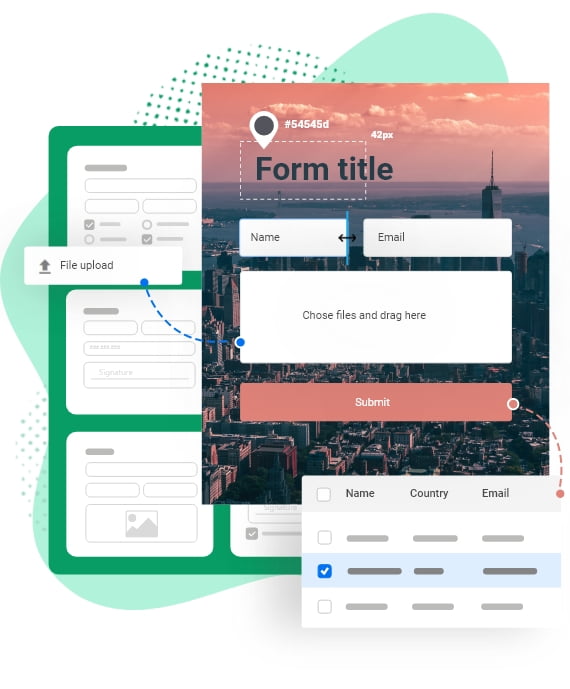 #54545d
42px
Form title
Name
Email
File upload
Chose files and drag here
Signature
Submit
Name Country Email
Signature